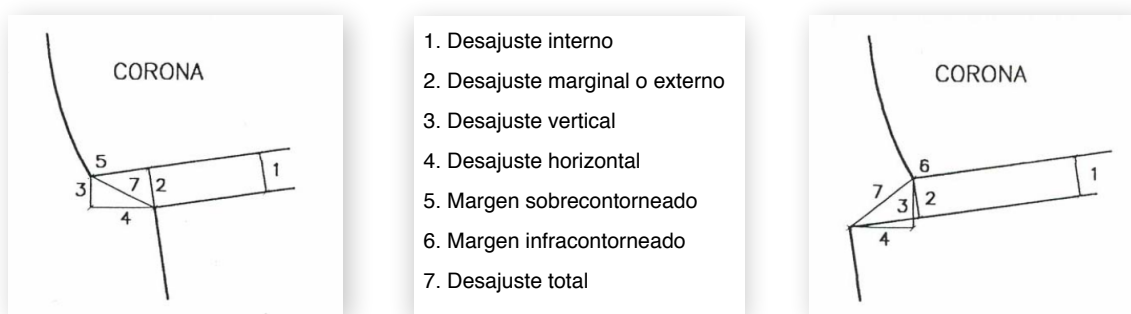 CORONA
5
3
7
2
1
4
1. Desajuste interno
2. Desajuste marginal o externo
3. Desajuste vertical
4. Desajuste horizontal
5. Margen sobrecontorneado
6. Margen infracontorneado
7. Desajuste total
CORONA
6
7
3
2
1
4